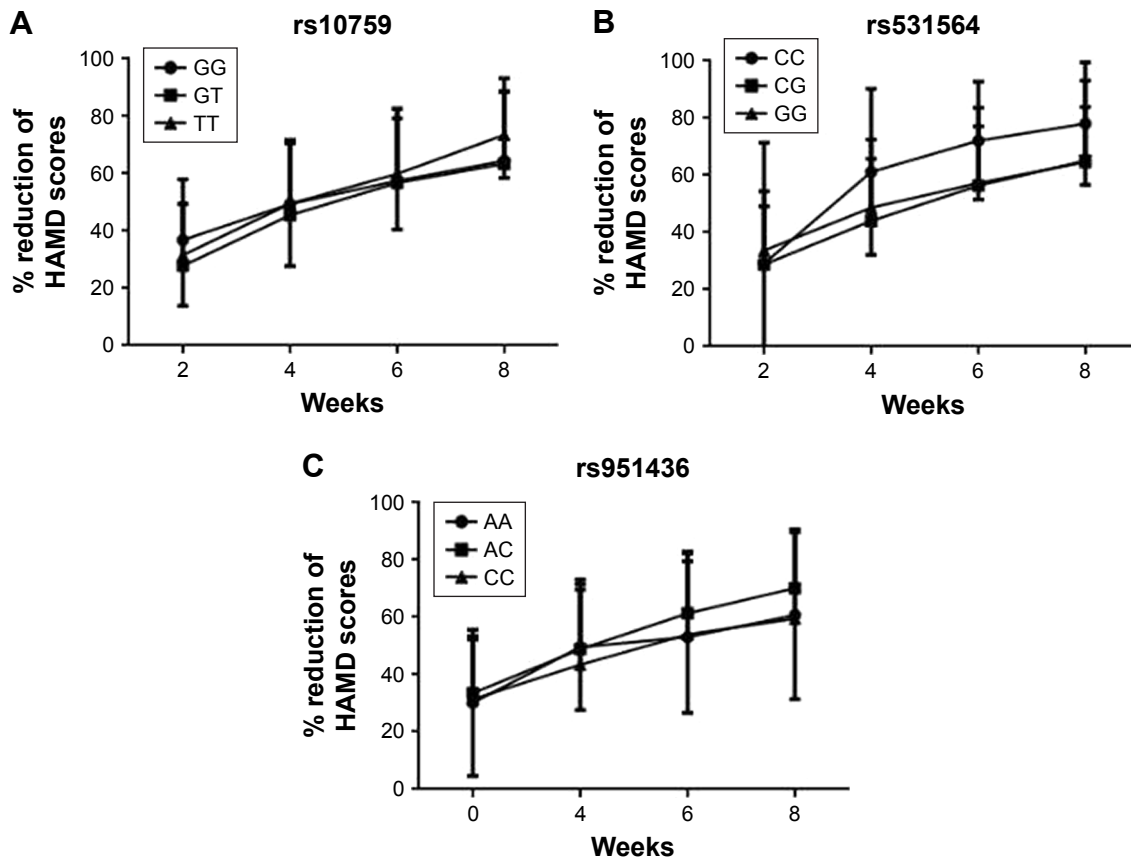 A
rs10759
% reduction of
HAMD scores
100
80
60
40
20
0
GG
GT
TT
2 4 6 8
Weeks
B
rs531564
% reduction of
HAMD scores
100
80
60
40
20
0
CC
CG
GG
2 4 6 8
Weeks
C
rs951436
% reduction of
HAMD scores
100
80
60
40
20
0
AA
AC
CC
0 4 6 8
Weeks